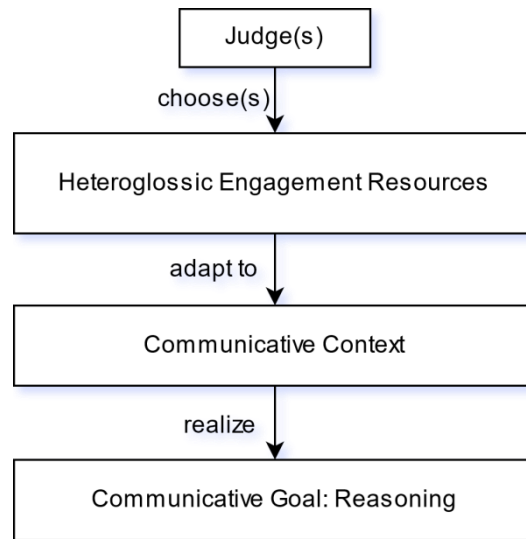 Judge(s)
choose(s)
Heteroglossic Engagement Resources
adapt to
Communicative Context
realize
Communicative Goal: Reasoning